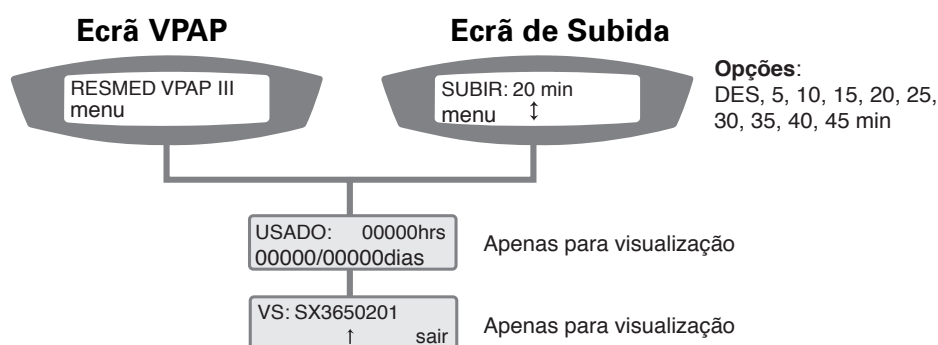 Ecrã VPAP
Ecrã de Subida
RESMED VPAP III
menu
SUBIR: 20 min
menu ↕
Opções:
DES, 5, 10, 15, 20, 25,
30, 35, 40, 45 min
USADO: 00000hrs
00000/00000dias
Apenas para visualização
VS: SX3650201
↑ sair
Apenas para visualização